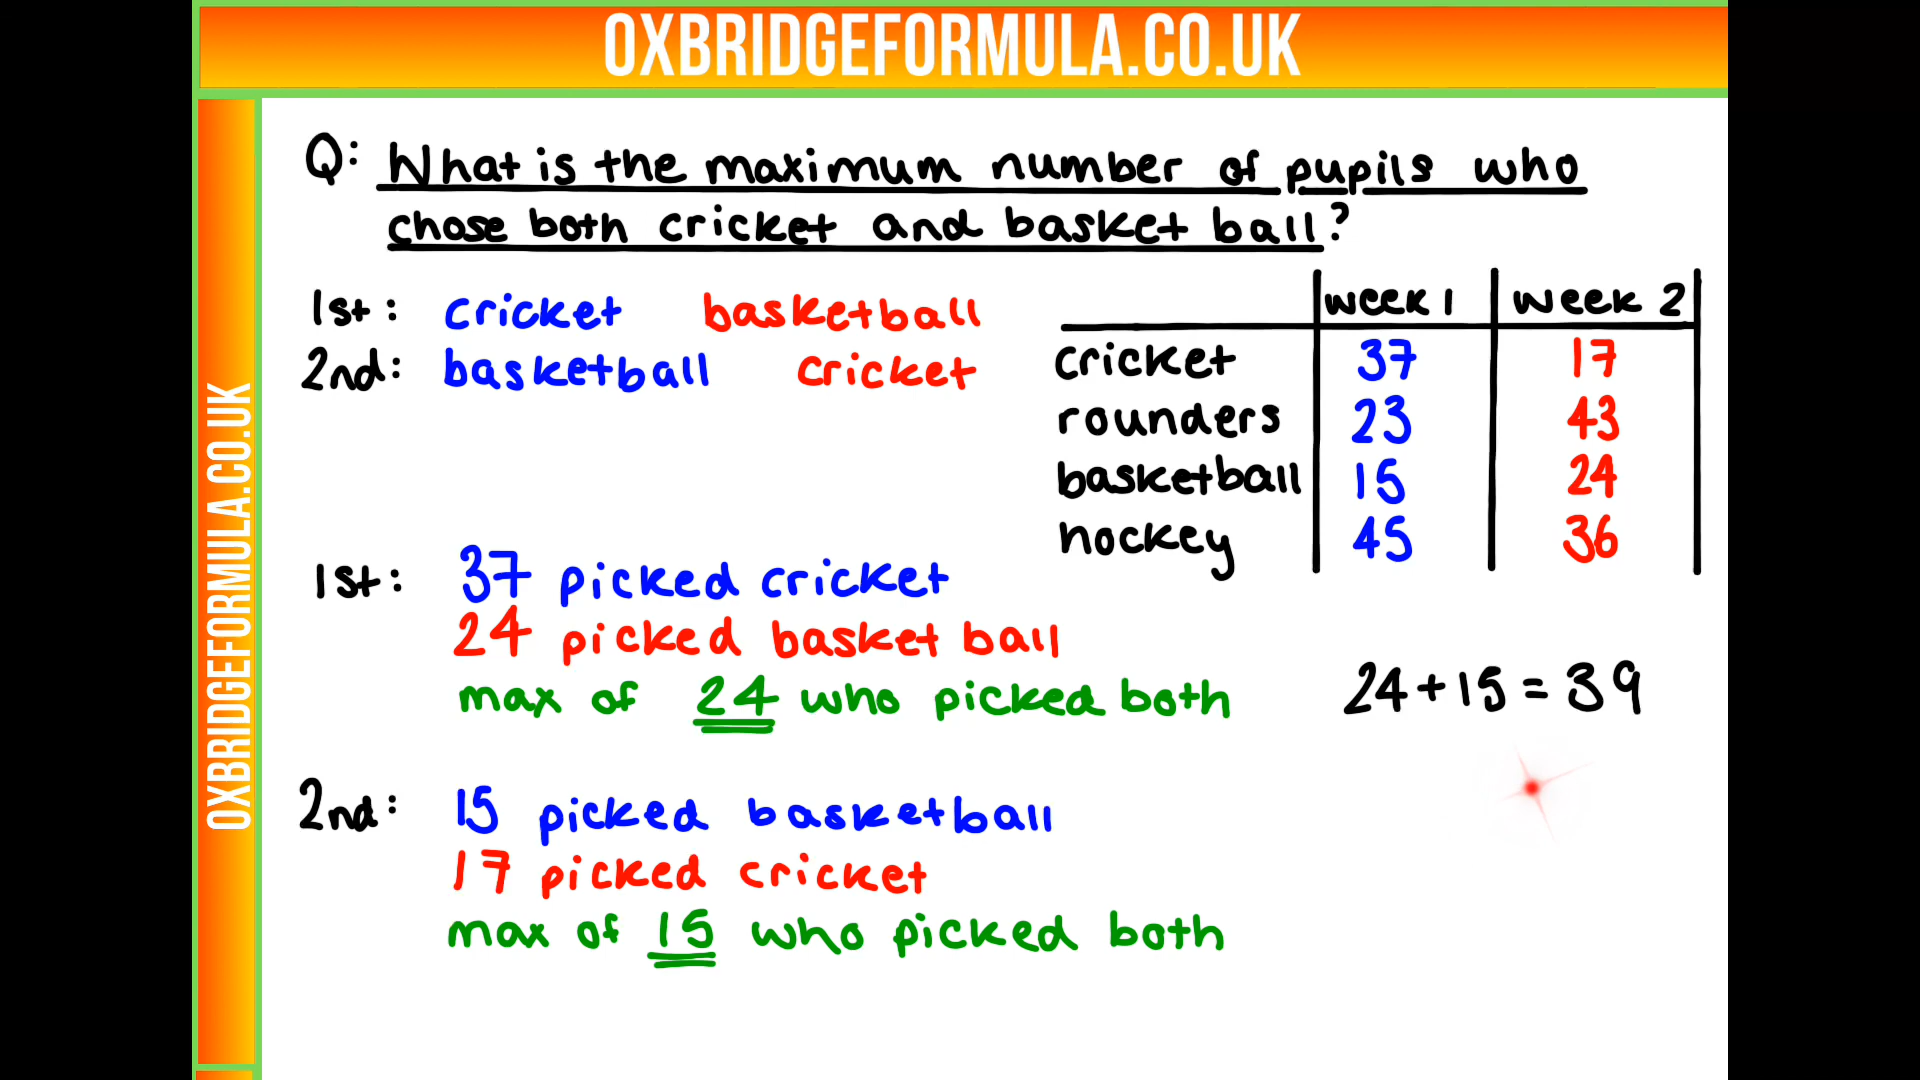 OXBRIDGEFORMULA.CO.UK
OXBRIDGEFORMULA.CO.UK
Q: What is the maximum number of pupils who
chose both cricket and basket ball?
1st: cricket basketball
2nd: basketball cricket
week 1 week 2
cricket 37 17
rounders 23 43
basketball 15 24
hockey 45 36
1st: 37 picked cricket
24 picked basket ball
max of 24 who picked both
24+15=39
2nd: 15 picked basketball
17 picked cricket
max of 15 who picked both